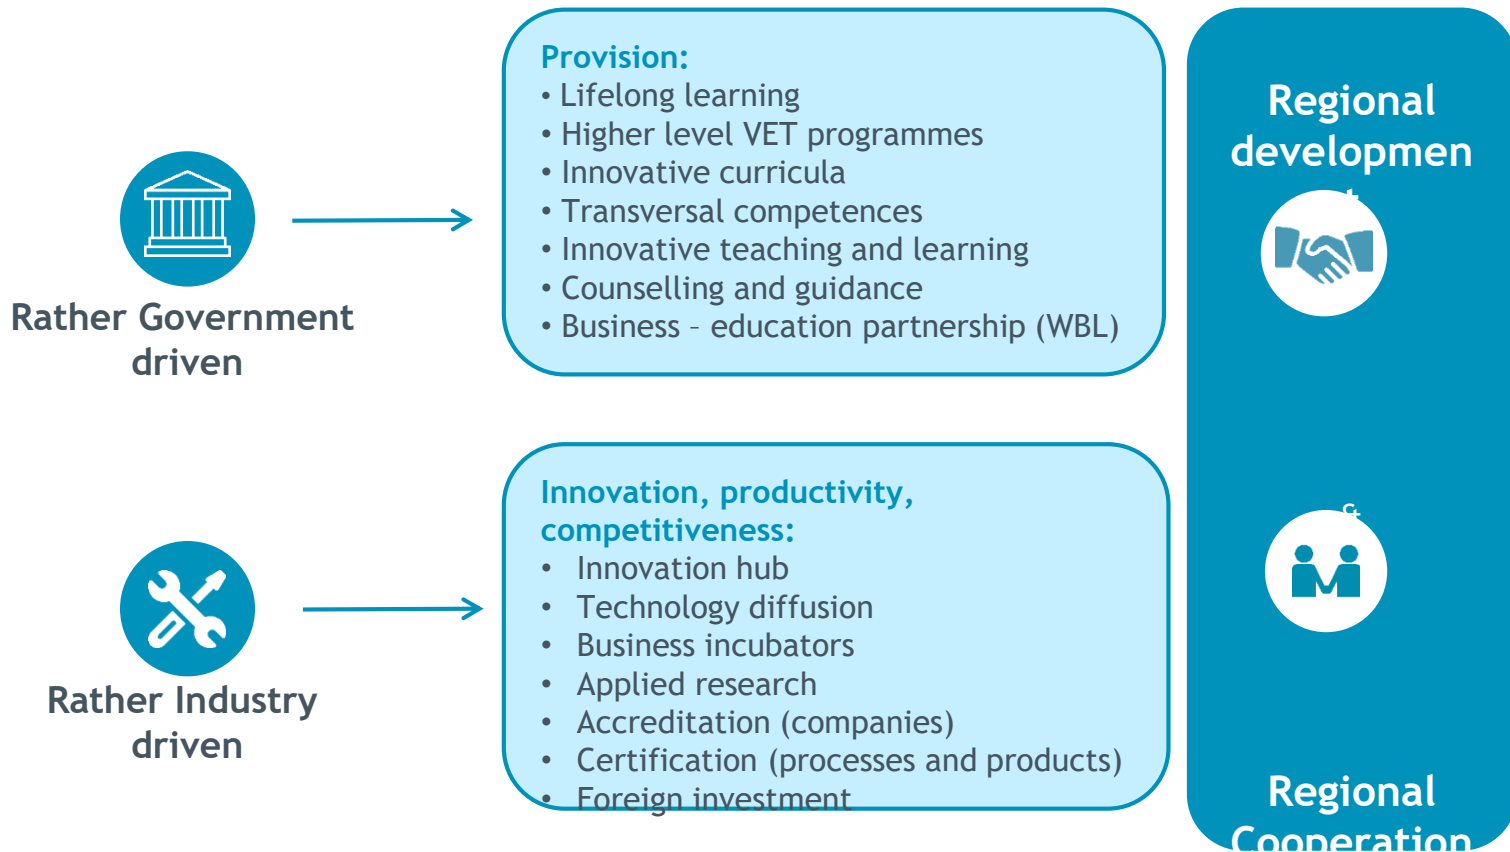 Provision:
• Lifelong learning
• Higher level VET programmes
• Innovative curricula
• Transversal competences
• Innovative teaching and learning
• Counselling and guidance
• Business – education partnership (WBL)
Rather Government
driven
Innovation, productivity,
competitiveness:
• Innovation hub
• Technology diffusion
• Business incubators
• Applied research
• Accreditation (companies)
• Certification (processes and products)
• Foreign investment
Rather Industry
driven
Regional
developmen
t
Regional
Cooperation